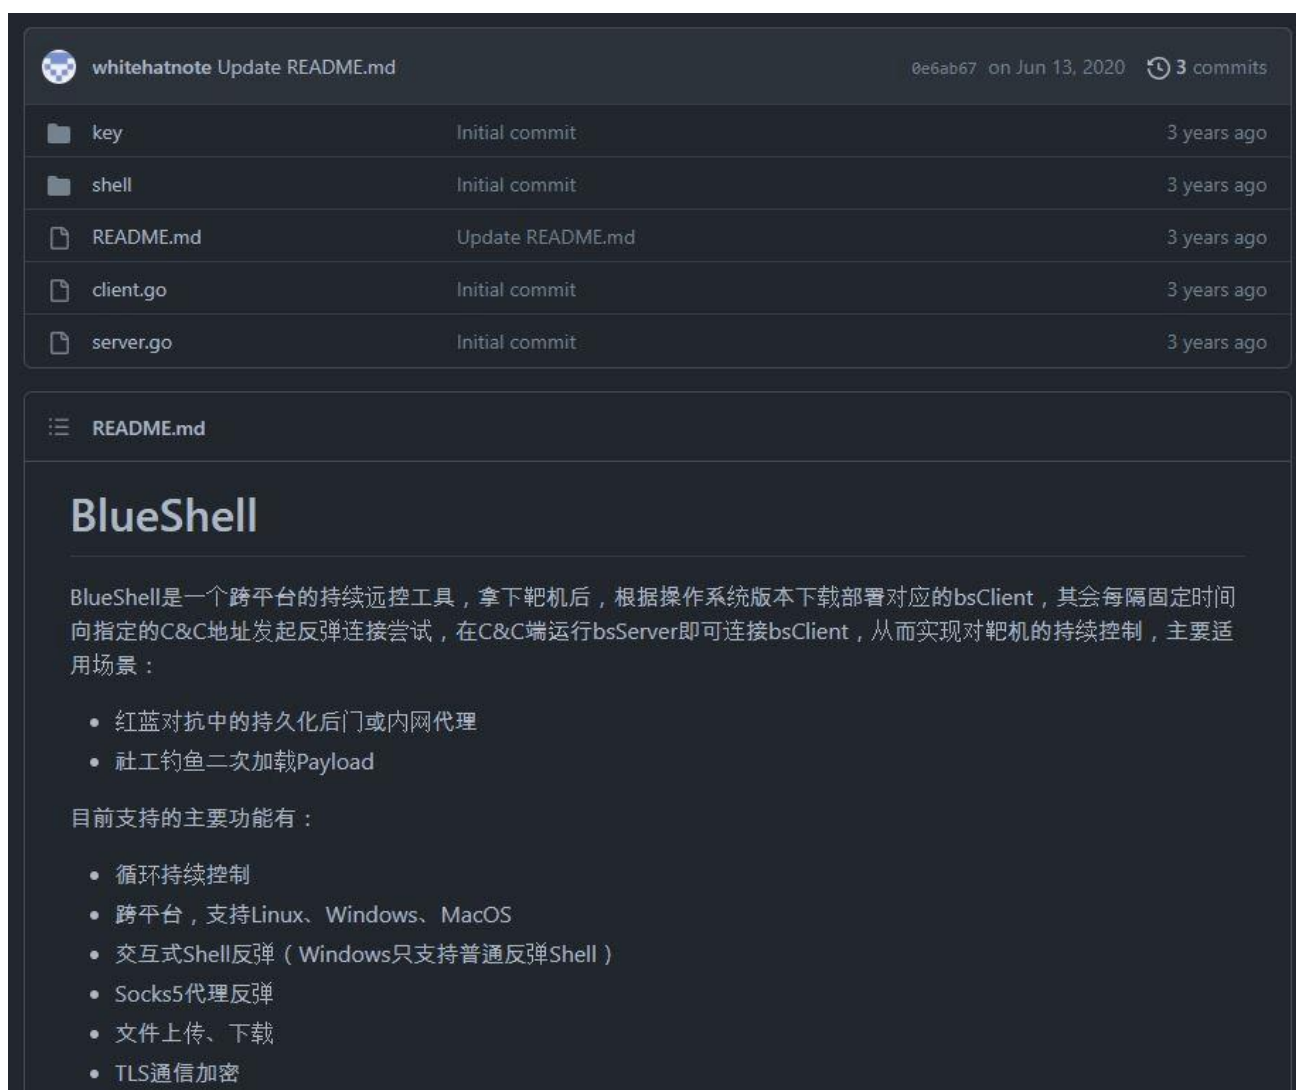 whitehatnote Update README.md 0e6ab67 on Jun 13, 2020 3 commits
key Initial commit 3 years ago
shell Initial commit 3 years ago
README.md Update README.md 3 years ago
client.go Initial commit 3 years ago
server.go Initial commit 3 years ago
README.md
BlueShell
BlueShell是一个跨平台的持续远控工具，拿下靶机后，根据操作系统版本下载部署对应的bsClient，其会每隔固定时间
向指定的C&C地址发起反弹连接尝试，在C&C端运行bsServer即可连接bsClient，从而实现对靶机的持续控制，主要适
用场景：
• 红蓝对抗中的持久化后门或内网代理
• 社工钓鱼二次加载Payload
目前支持的主要功能有：
• 循环持续控制
• 跨平台，支持Linux、Windows、MacOS
• 交互式Shell反弹（Windows只支持普通反弹Shell）
• Socks5代理反弹
• 文件上传、下载
• TLS通信加密